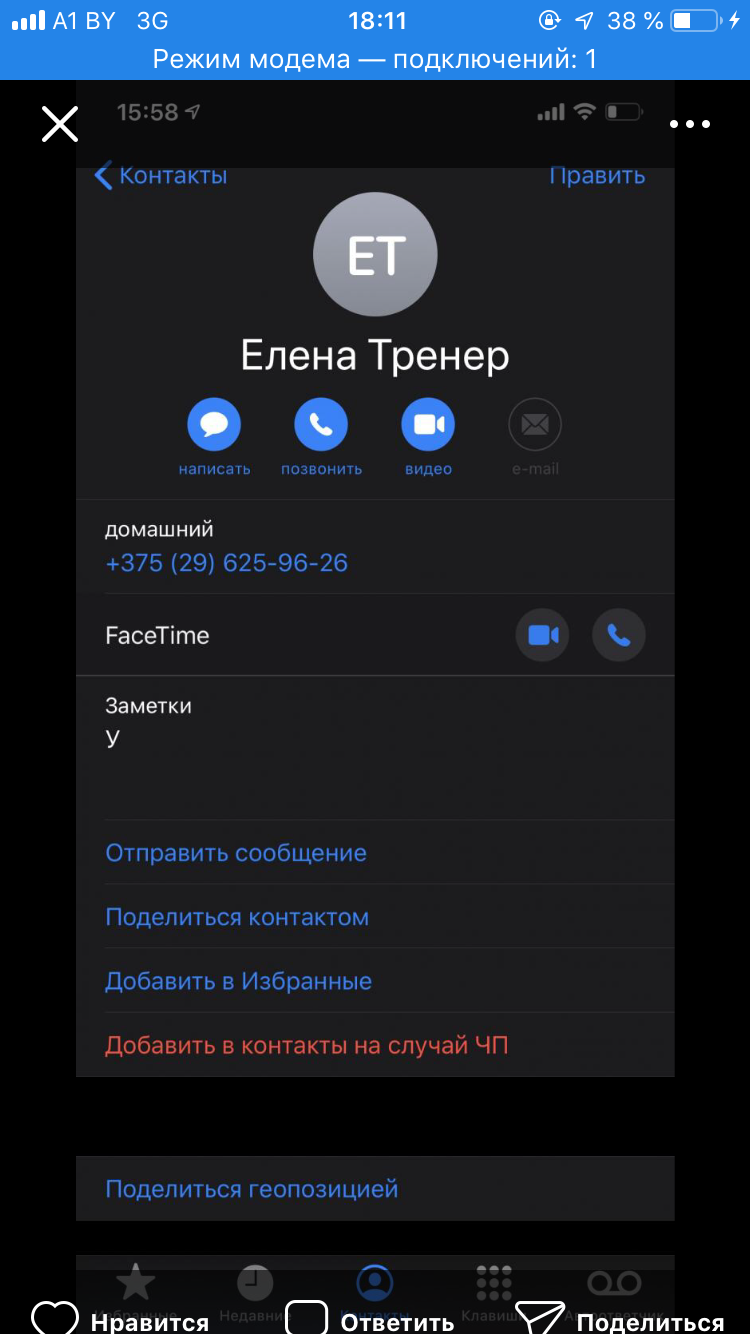 A1 BY 3G 18:11 38 %
Режим модема — подключений: 1
15:58
Контакты Править
ЕТ
Елена Тренер
написать позвонить видео e-mail
домашний
+375 (29) 625-96-26
FaceTime
Заметки
У
Отправить сообщение
Поделиться контактом
Добавить в Избранные
Добавить в контакты на случай ЧП
Поделиться геопозицией
Избранные Недавние Контакты Автоответчик
Нравится Ответить Поделиться